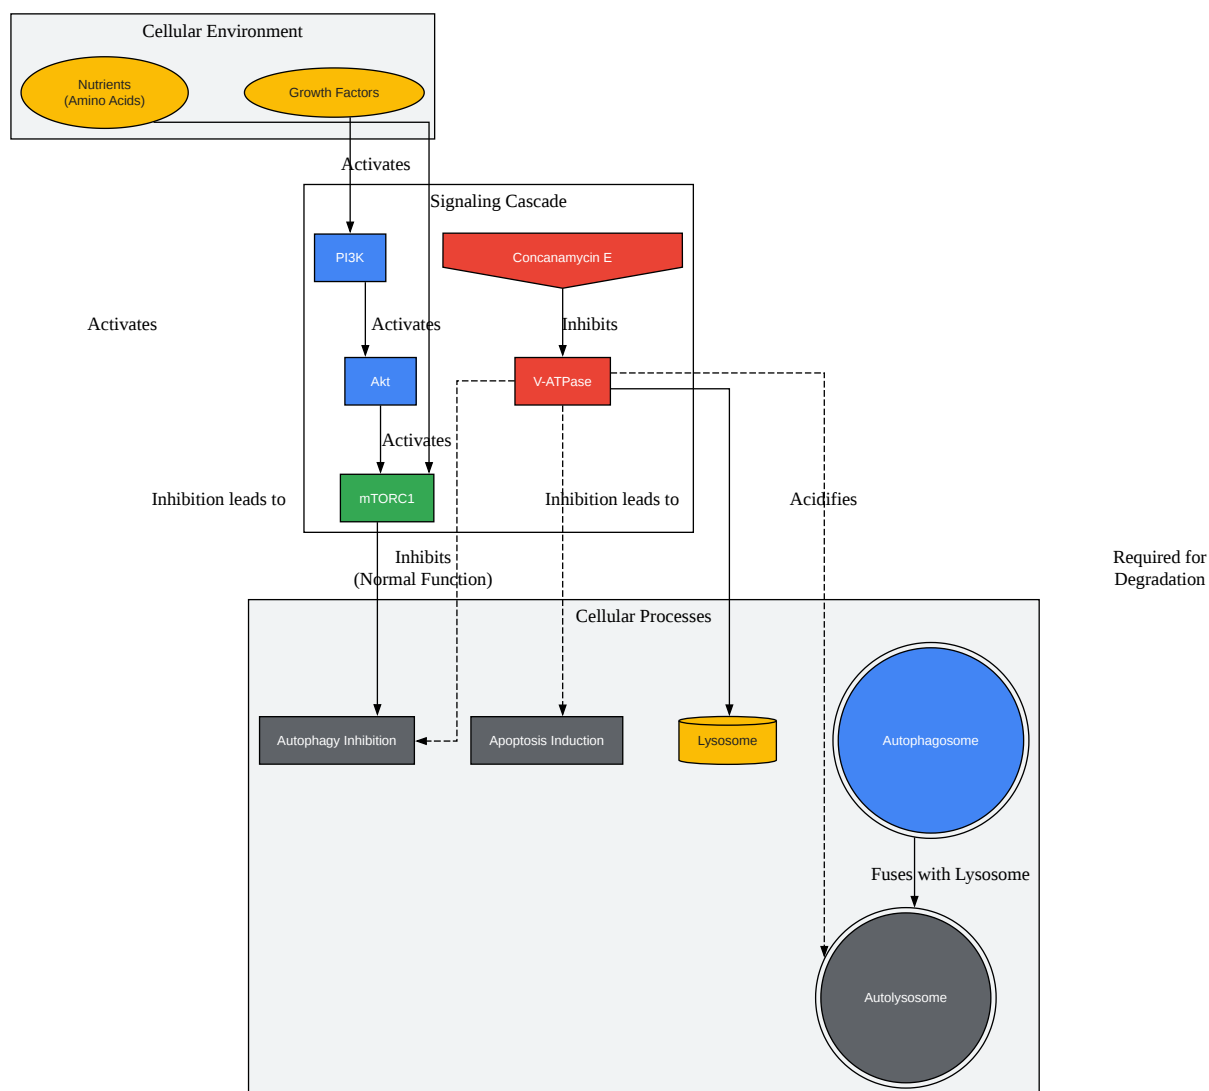 Cellular Environment
Nutrients
(Amino Acids)
Growth Factors
Activates
Signaling Cascade
PI3K
Concanamycin E
Activates
Activates
Inhibits
Akt
V-ATPase
Activates
mTORC1
Inhibition leads to
Inhibition leads to
Acidifies
Inhibits
(Normal Function)
Required for
Degradation
Cellular Processes
Autophagy Inhibition
Apoptosis Induction
Lysosome
Autophagosome
Fuses with Lysosome
Autolysosome